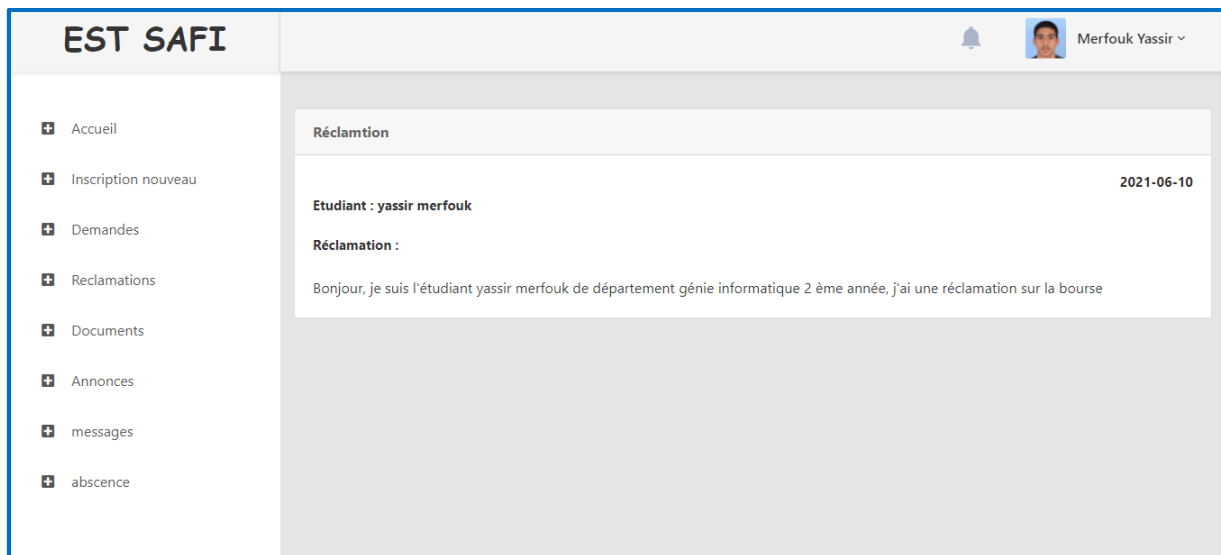 EST SAFI
Merfouk Yassir
Accueil
Inscription nouveau
Demandes
Reclamations
Documents
Annonces
messages
abscence
Réclamtion
2021-06-10
Etudiant : yassir merfouk
Réclamation :
Bonjour, je suis l'étudiant yassir merfouk de département génie informatique 2 ème année, j'ai une réclamation sur la bourse